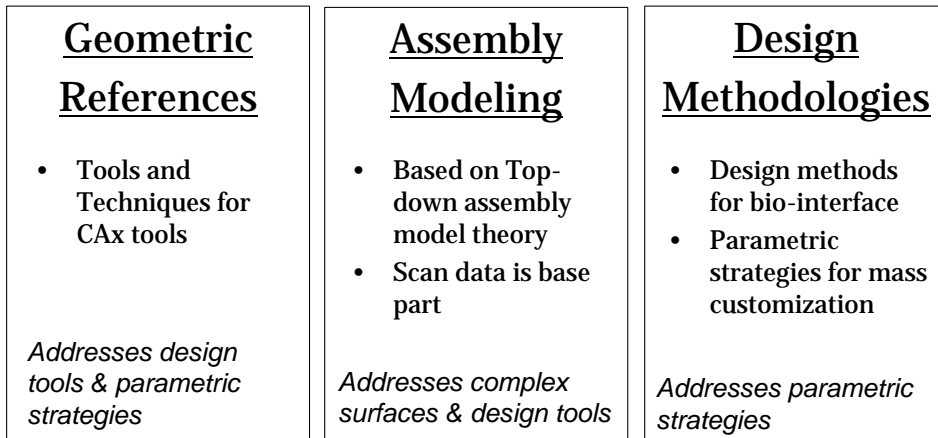 Geometric
References
• Tools and
Techniques for
CAx tools
Addresses design
tools & parametric
strategies
Assembly
Modeling
• Based on Top-
down assembly
model theory
• Scan data is base
part
Addresses complex
surfaces & design tools
Design
Methodologies
• Design methods
for bio-interface
• Parametric
strategies for mass
customization
Addresses parametric
strategies